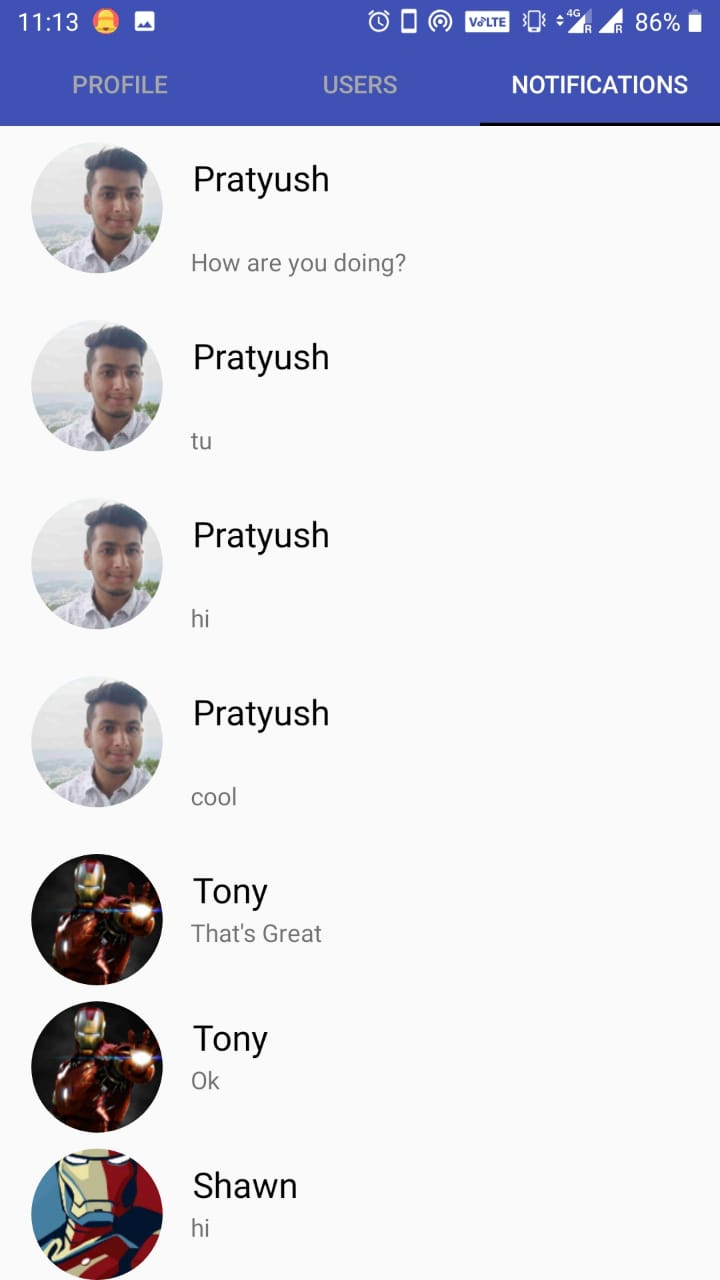 11:13 VoLTE 4G R R 86%
PROFILE USERS NOTIFICATIONS
Pratyush
How are you doing?
Pratyush
tu
Pratyush
hi
Pratyush
cool
Tony
That's Great
Tony
Ok
Shawn
hi